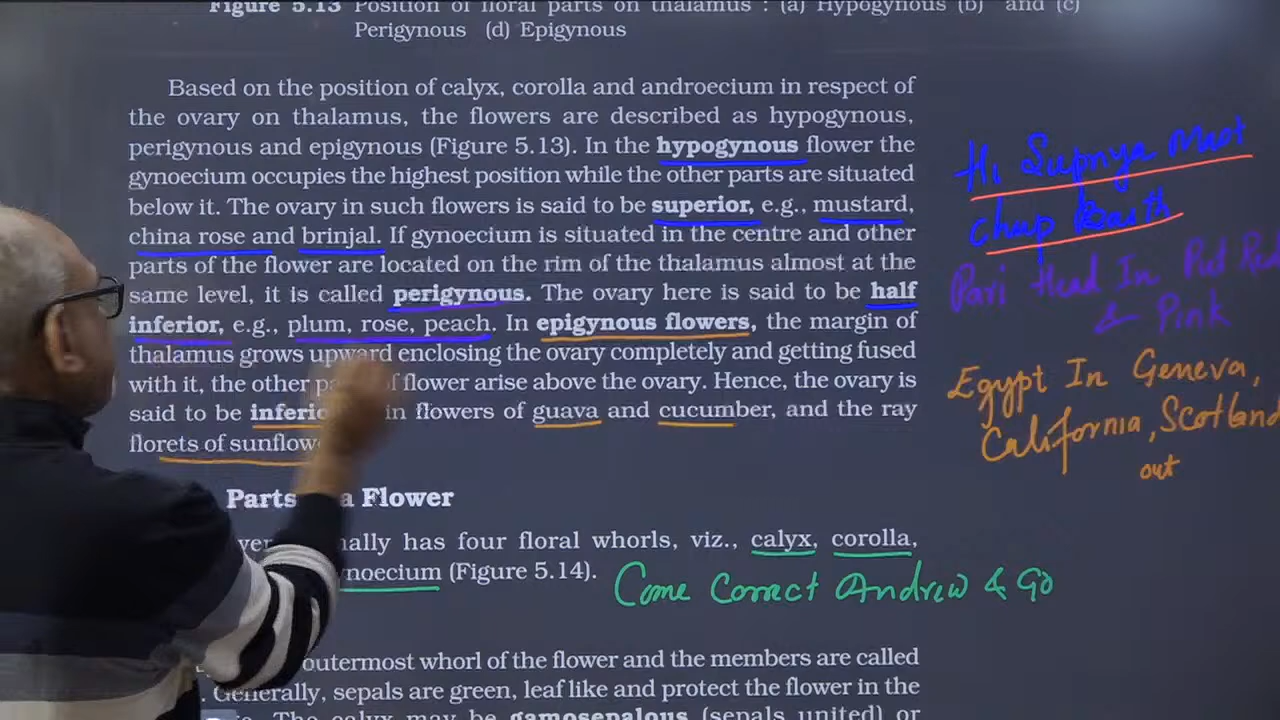 Figure 5.13 Position of floral parts on thalamus : (a) Hypogynous (b) and (c)
Perigynous (d) Epigynous
Based on the position of calyx, corolla and androecium in respect of
the ovary on thalamus, the flowers are described as hypogynous,
perigynous and epigynous (Figure 5.13). In the hypogynous flower the
gynoecium occupies the highest position while the other parts are situated
below it. The ovary in such flowers is said to be superior, e.g., mustard,
china rose and brinjal. If gynoecium is situated in the centre and other
parts of the flower are located on the rim of the thalamus almost at the
same level, it is called perigynous. The ovary here is said to be half
inferior, e.g., plum, rose, peach. In epigynous flowers, the margin of
thalamus grows upward enclosing the ovary completely and getting fused
with it, the other of flower arise above the ovary. Hence, the ovary is
said to be in flowers of guava and cucumber, and the ray
florets of
Parts a Flower
has four floral whorls, viz., calyx, corolla,
(Figure 5.14).
outermost whorl of the flower and the members are called
Generally, sepals are green, leaf like and protect the flower in the
The calyx may be gamosepalous (sepals united) or
Hi Supriya Mast
Chup Baith
Pari Head In Put
& Pink
Egypt In Geneva,
California, Scotland
out
Come Correct Andrew & Go